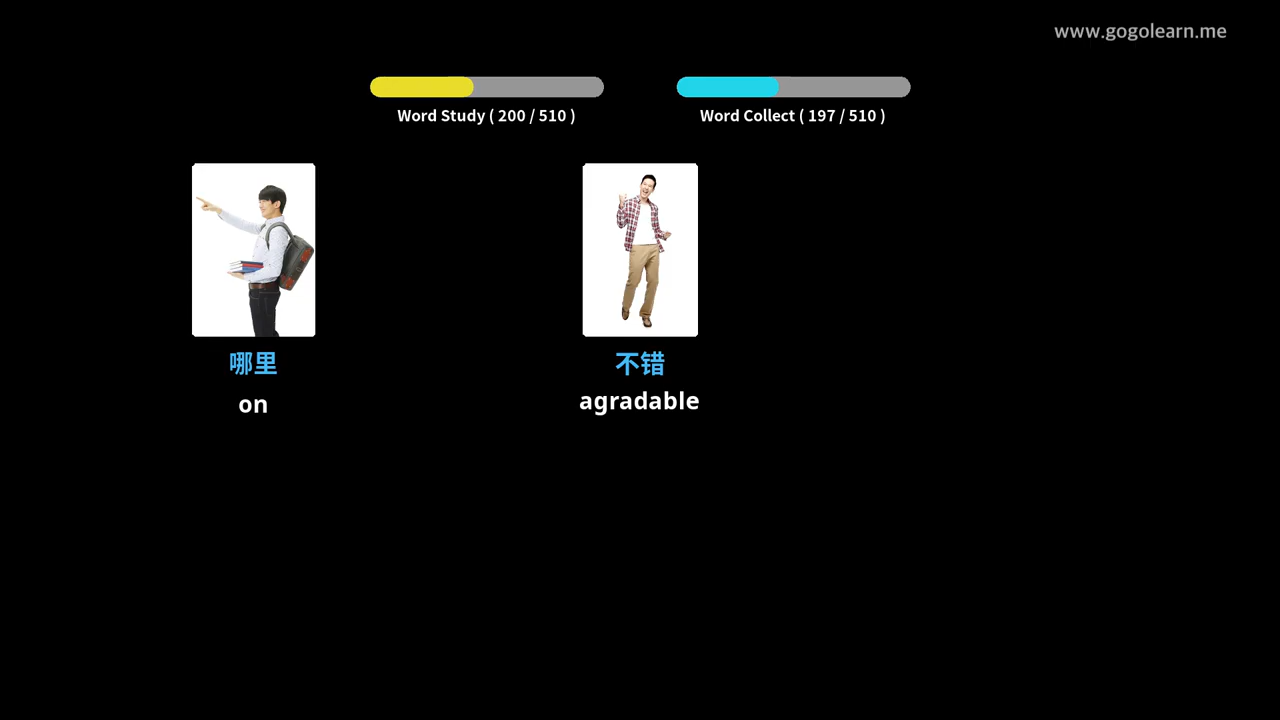 www.gogolearn.me
Word Study ( 200 / 510 )
Word Collect ( 197 / 510 )
哪里
不错
on
agradable